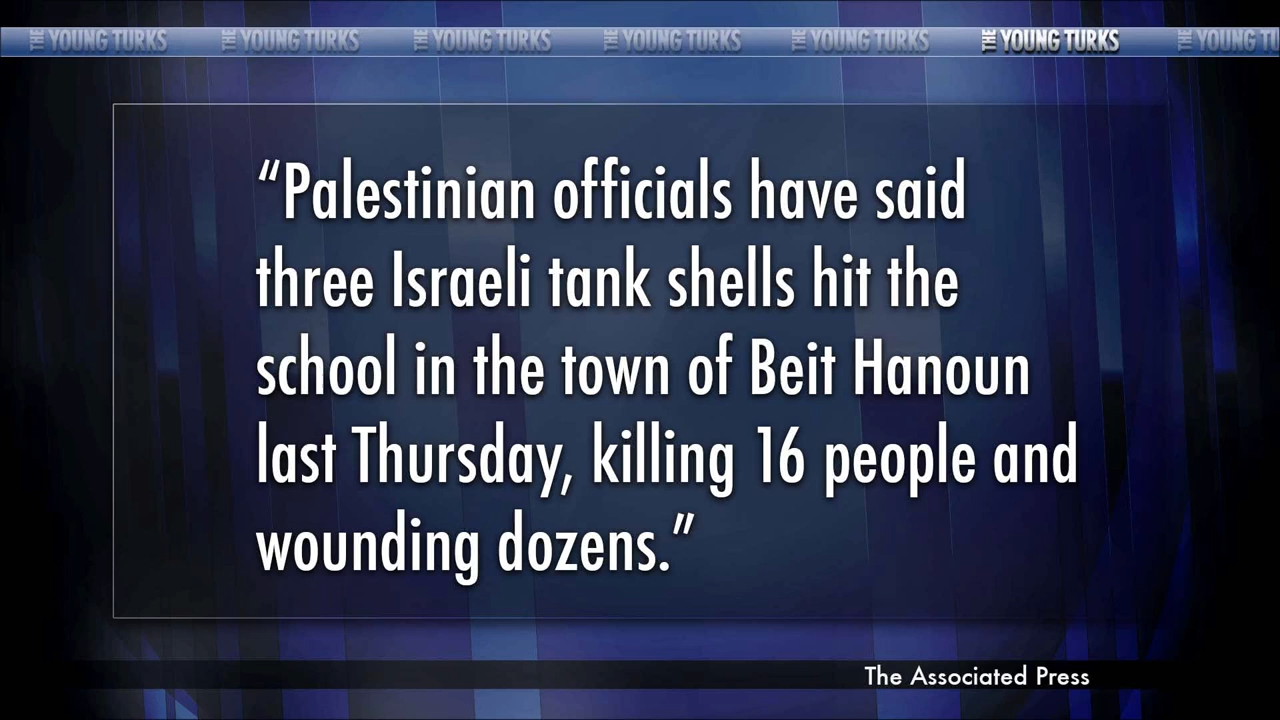 THE YOUNG TURKS THE YOUNG TURKS THE YOUNG TURKS THE YOUNG TURKS THE YOUNG TURKS THE YOUNG TURKS THE YOUNG T
“Palestinian officials have said
three Israeli tank shells hit the
school in the town of Beit Hanoun
last Thursday, killing 16 people and
wounding dozens.”
The Associated Press